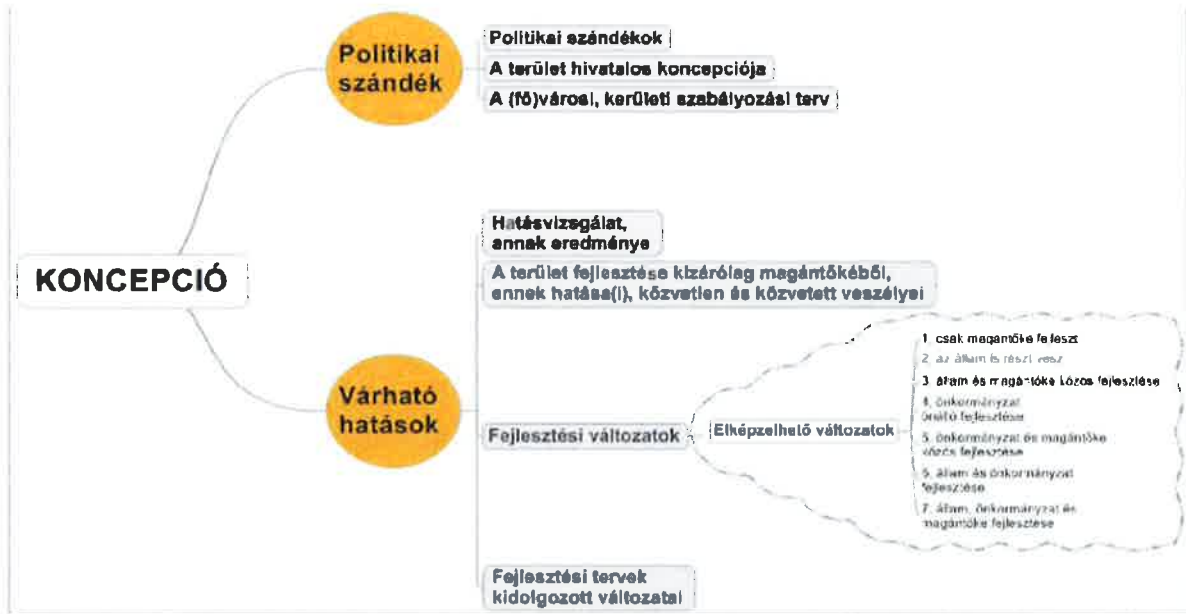 Politikai
szándék
Politikai szándékok
A terület hivatalos koncepciója
A (fő)városi, kerületi szabályozási terv
KONCEPCIÓ
Várható
hatások
Hatásvizsgálat,
annak eredménye
A terület fejlesztése kizárólag magántőkéből,
ennek hatása(i), közvetlen és közvetett veszélyei
Fejlesztési változatok
Elképzelhető változatok
1. csak magántőke fejleszt
2. az állam is részt vesz
3. állam és magántőke közös fejlesztése
4. önkormányzat
önálló fejlesztése
5. önkormányzat és magántőke
közös fejlesztése
6. állam és önkormányzat
fejlesztése
7. állam, önkormányzat és
magántőke fejlesztése
Fejlesztési tervek
kidolgozott változatai